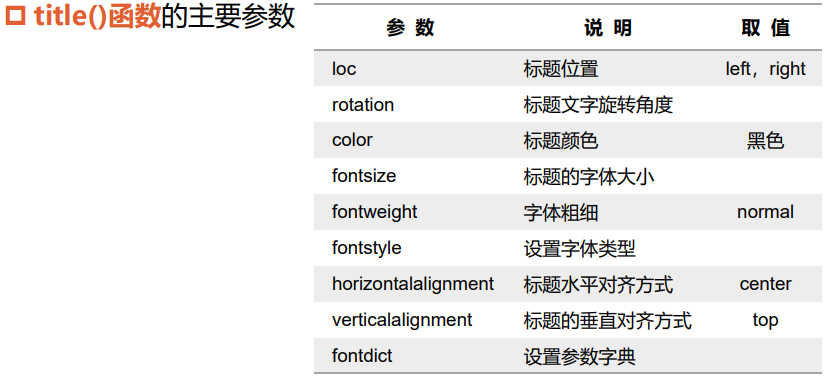 title()函数的主要参数
参 数 说 明 取 值
loc 标题位置 left，right
rotation 标题文字旋转角度
color 标题颜色 黑色
fontsize 标题的字体大小
fontweight 字体粗细 normal
fontstyle 设置字体类型
horizontalalignment 标题水平对齐方式 center
verticalalignment 标题的垂直对齐方式 top
fontdict 设置参数字典